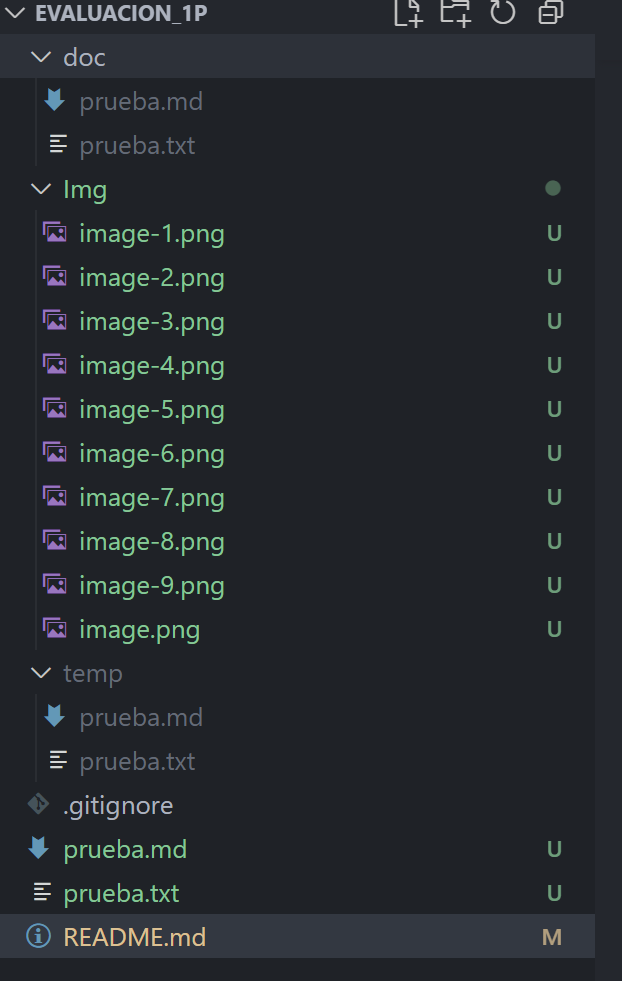 EVALUACION_1P
doc
prueba.md
prueba.txt
Img
image-1.png U
image-2.png U
image-3.png U
image-4.png U
image-5.png U
image-6.png U
image-7.png U
image-8.png U
image-9.png U
image.png U
temp
prueba.md
prueba.txt
.gitignore
prueba.md U
prueba.txt U
README.md M